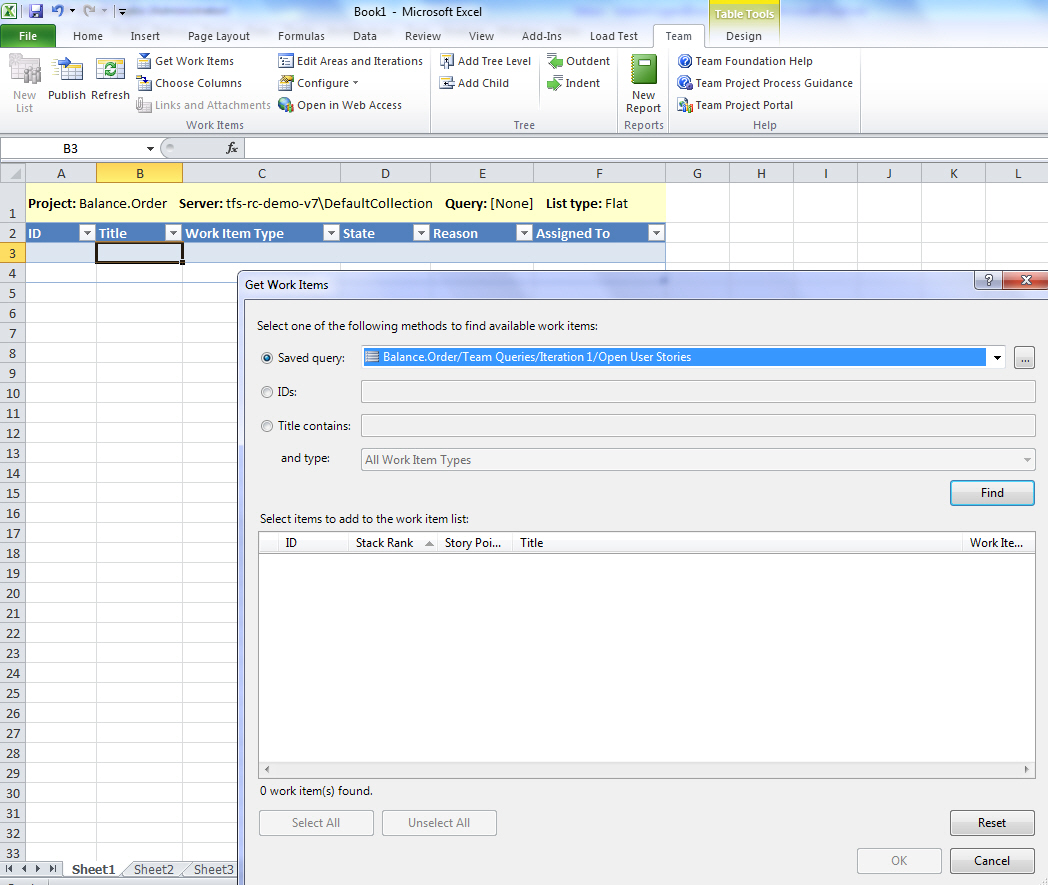 Book1 - Microsoft Excel
Table Tools
File Home Insert Page Layout Formulas Data Review View Add-Ins Load Test Team Design
Get Work Items Edit Areas and Iterations Add Tree Level Outdent Team Foundation Help
New List Publish Refresh Choose Columns Configure Add Child Indent New Report Team Project Process Guidance
Links and Attachments Open in Web Access Team Project Portal
Work Items Tree Reports Help
B3 fx
A B C D E F G H I J K L
1 Project: Balance.Order Server: tfs-rc-demo-v7\DefaultCollection Query: [None] List type: Flat
2 ID Title Work Item Type State Reason Assigned To
3
4
Get Work Items ?
5
6 Select one of the following methods to find available work items:
7
8 Saved query: Balance.Order/Team Queries/Iteration 1/Open User Stories ...
9
10 IDs:
11
12 Title contains:
13
14 and type: All Work Item Types
15 Find
16
17 Select items to add to the work item list:
18 ID Stack Rank Story Poi... Title Work Ite...
19
20
21
22
23
24
25
26
27
28
29
30 0 work item(s) found.
31
32 Select All Unselect All Reset
33
Sheet1 Sheet2 Sheet3 OK Cancel